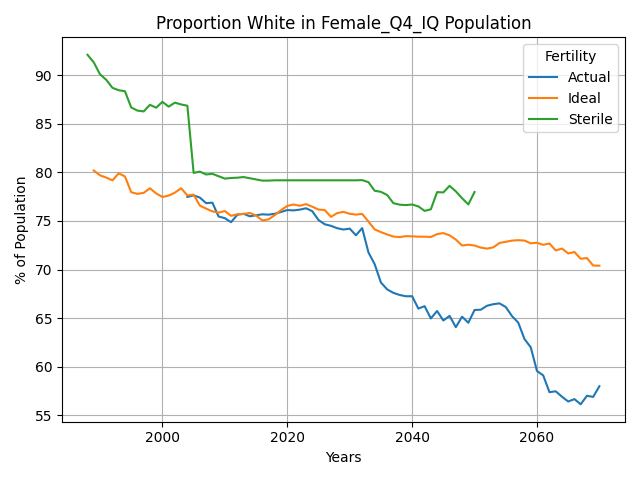 Proportion White in Female_Q4_IQ Population
% of Population
90
85
80
75
70
65
60
55
Fertility
Actual
Ideal
Sterile
2000
2020
2040
2060
Years